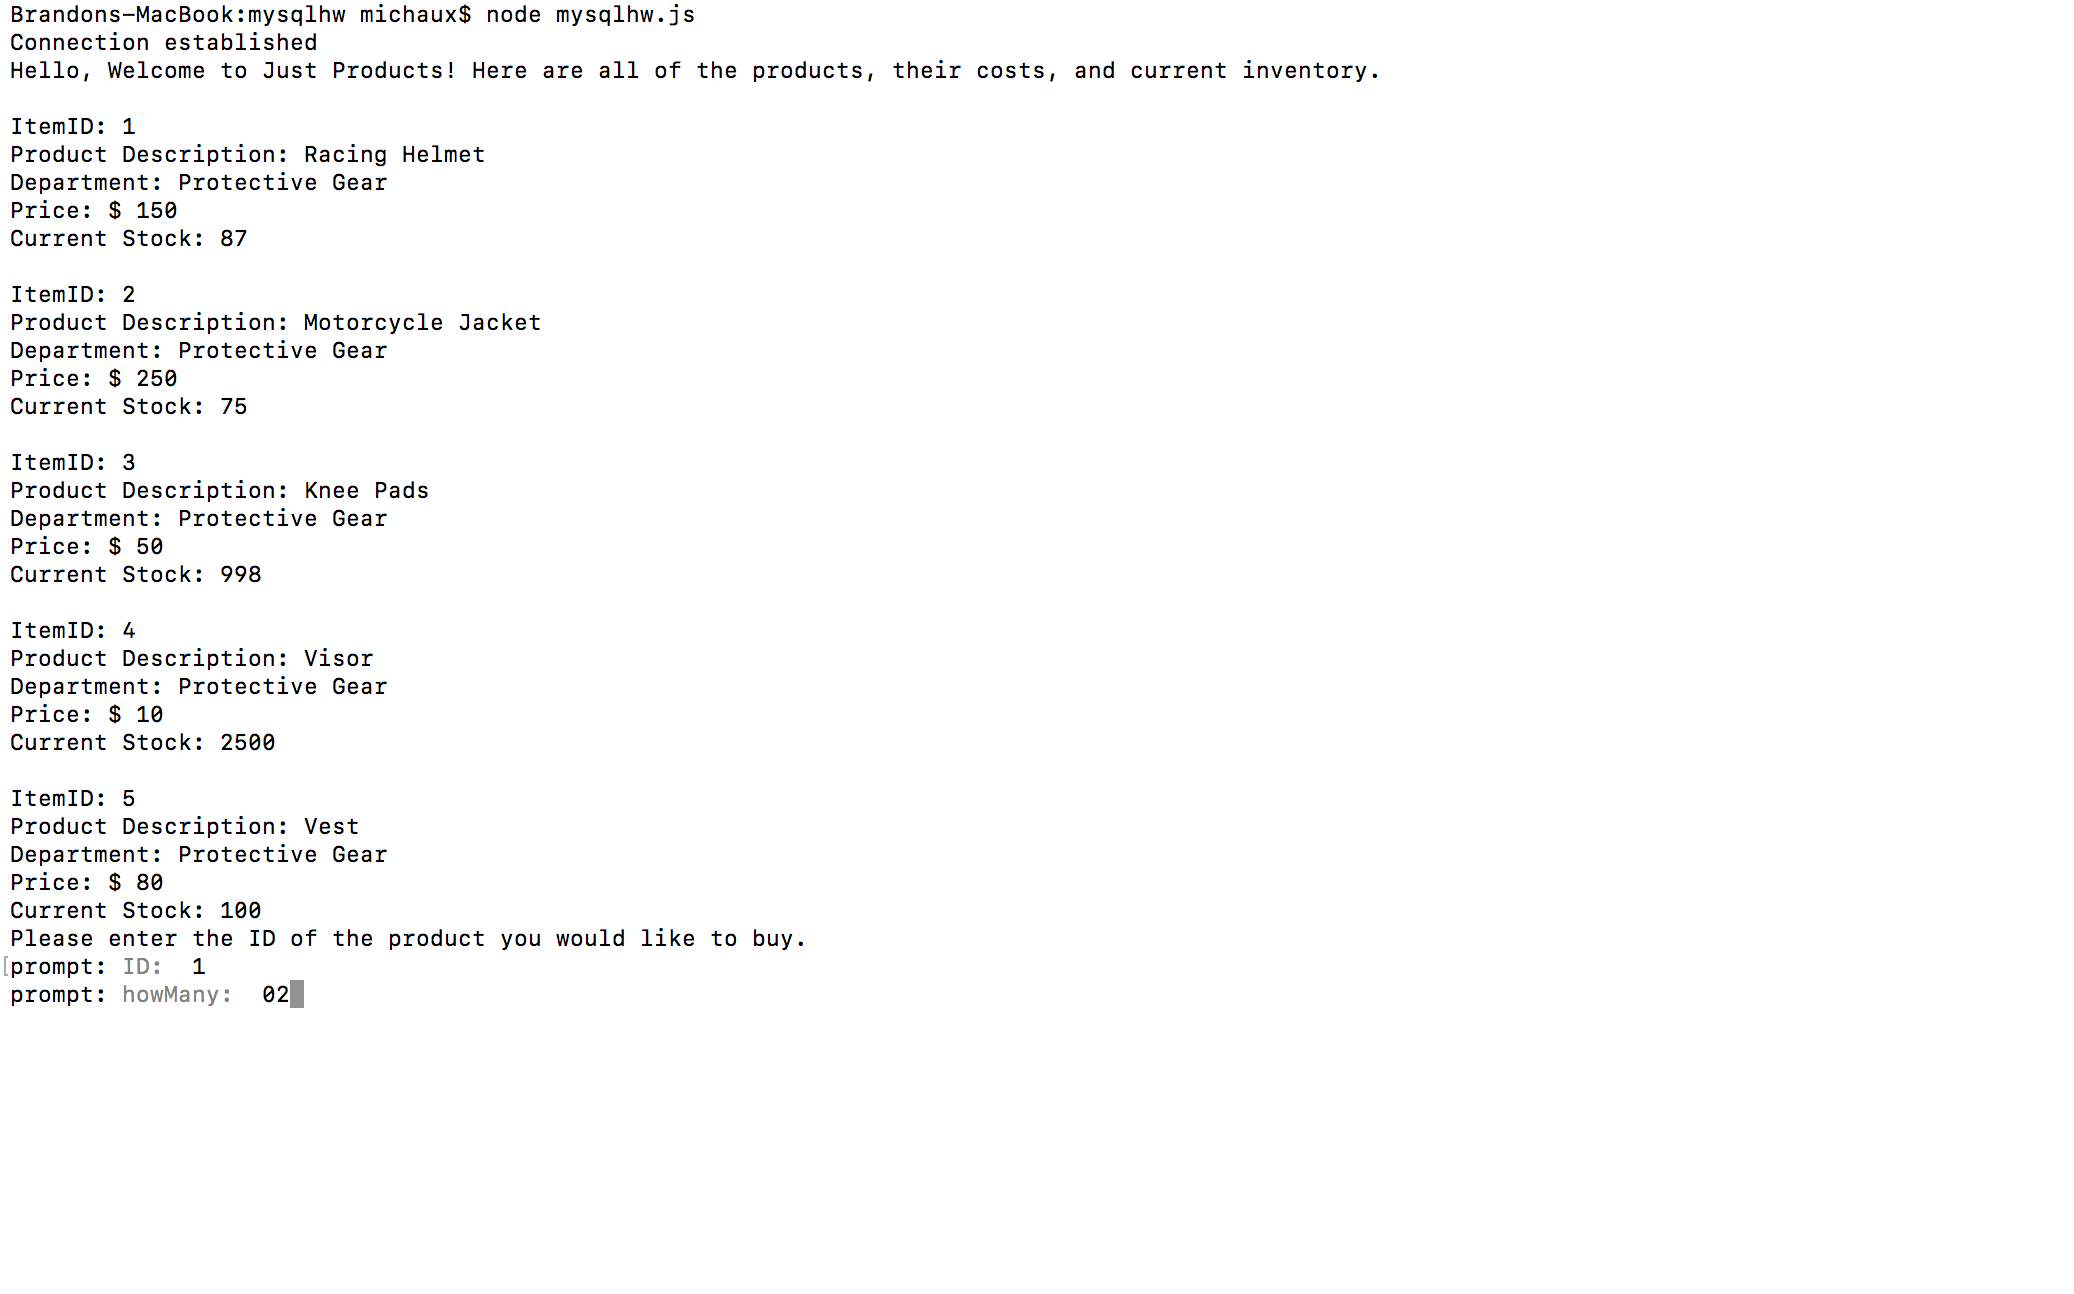 Brandons-MacBook:mysqlhw michaux$ node mysqlhw.js
Connection established
Hello, Welcome to Just Products! Here are all of the products, their costs, and current inventory.
ItemID: 1
Product Description: Racing Helmet
Department: Protective Gear
Price: $ 150
Current Stock: 87
ItemID: 2
Product Description: Motorcycle Jacket
Department: Protective Gear
Price: $ 250
Current Stock: 75
ItemID: 3
Product Description: Knee Pads
Department: Protective Gear
Price: $ 50
Current Stock: 998
ItemID: 4
Product Description: Visor
Department: Protective Gear
Price: $ 10
Current Stock: 2500
ItemID: 5
Product Description: Vest
Department: Protective Gear
Price: $ 80
Current Stock: 100
Please enter the ID of the product you would like to buy.
[prompt: ID:  1
prompt: howMany:  02